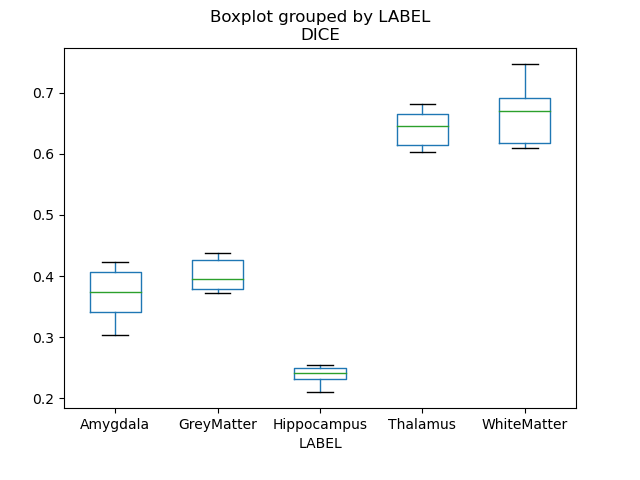 Boxplot grouped by LABEL
DICE
0.7
0.6
0.5
0.4
0.3
0.2
Amygdala GreyMatter Hippocampus Thalamus WhiteMatter
LABEL